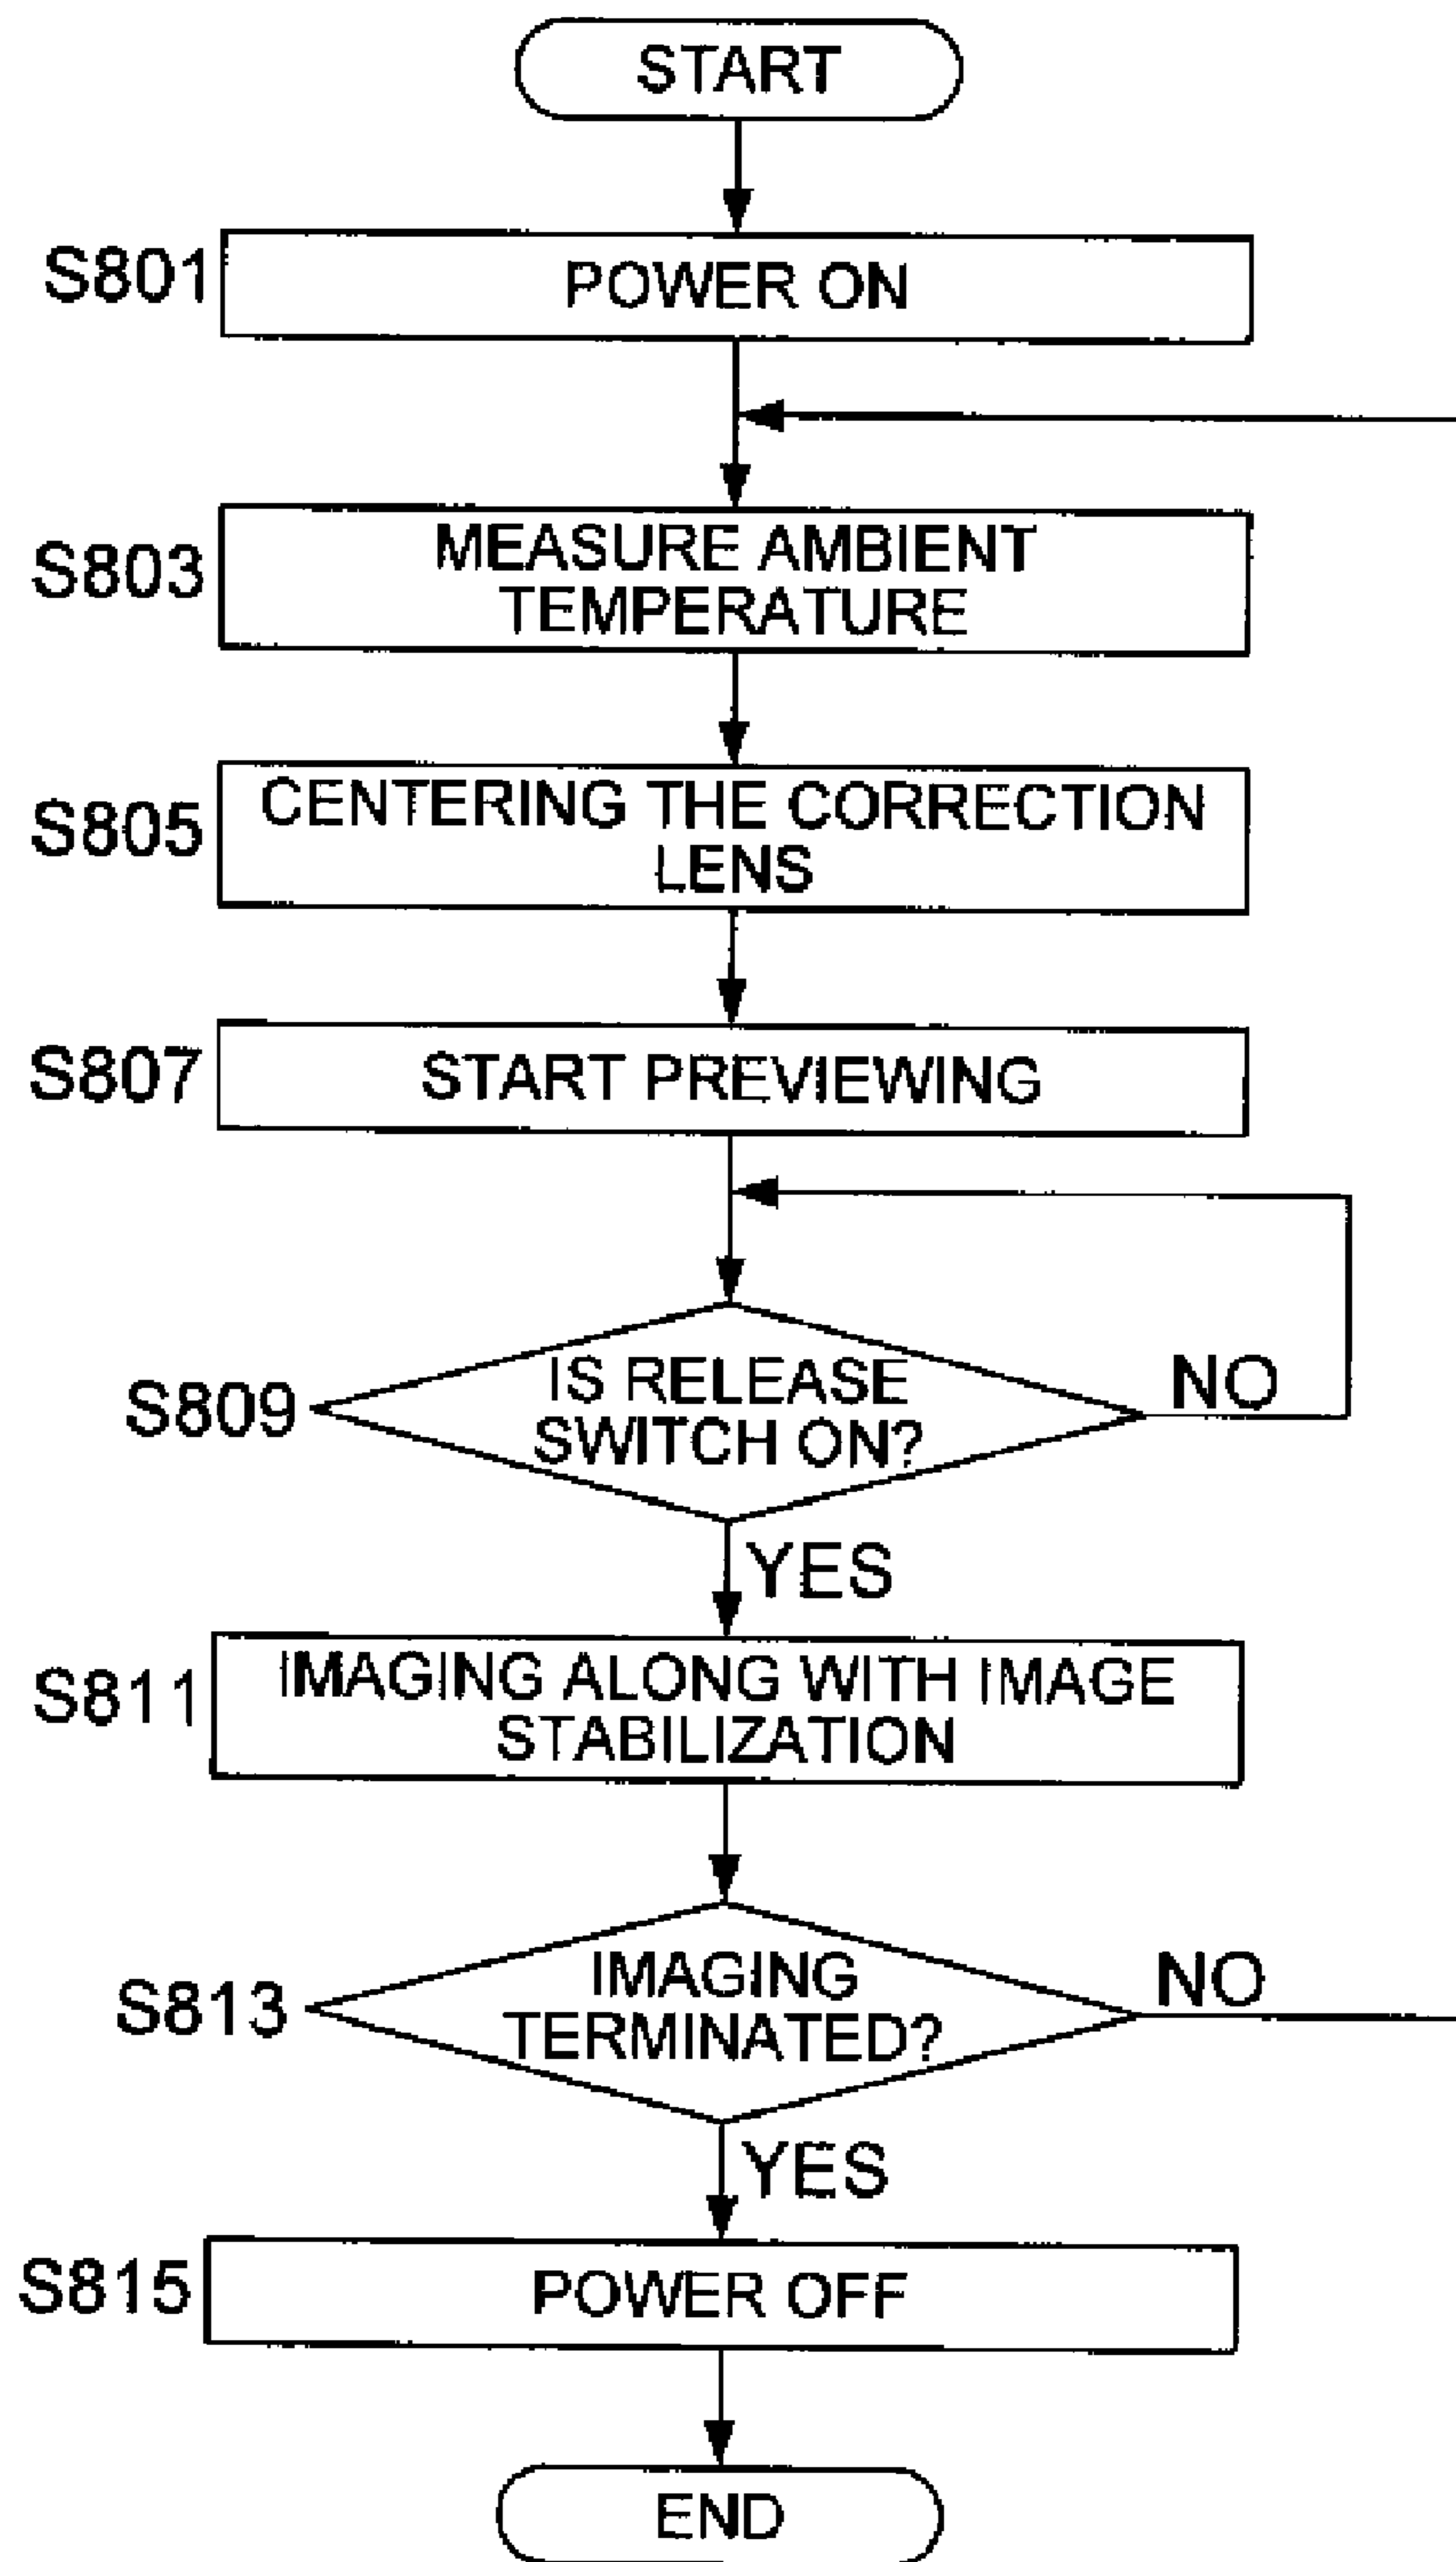 START
S801
POWER ON
S803
MEASURE AMBIENT
TEMPERATURE
S805
CENTERING THE CORRECTION
LENS
S807
START PREVIEWING
S809
IS RELEASE
SWITCH ON?
NO
YES
S811
IMAGING ALONG WITH IMAGE
STABILIZATION
S813
IMAGING
TERMINATED?
NO
YES
S815
POWER OFF
END